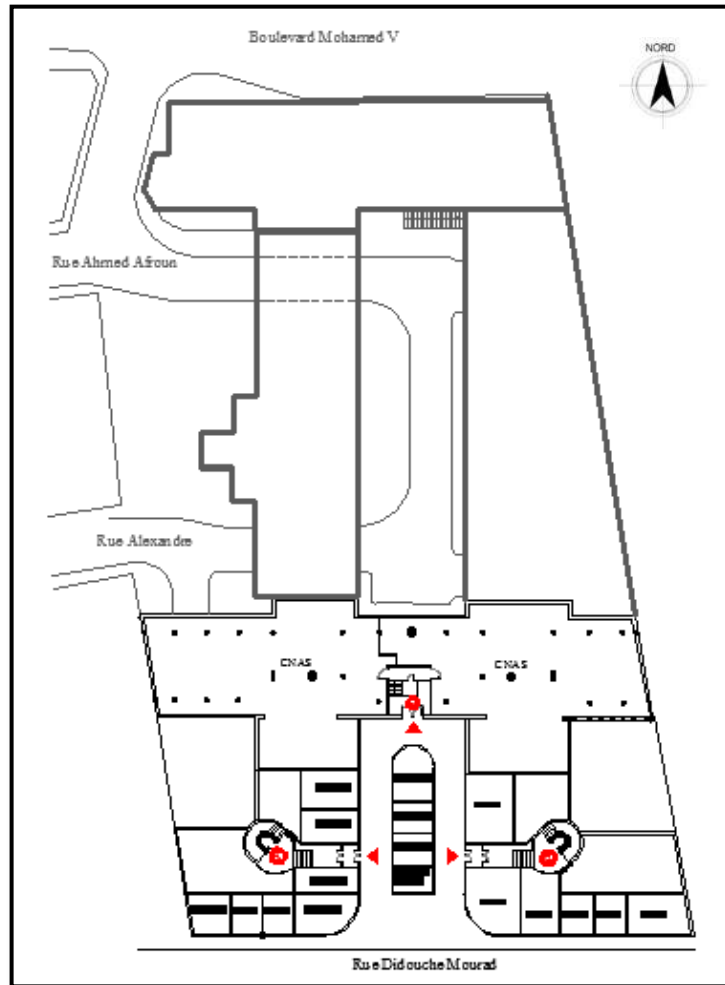 Boulevard Mohamed V
NORD
Rue Ahmed Afroun
Rue Alexandre
CNAS
CNAS
Rue Didouche Mourad